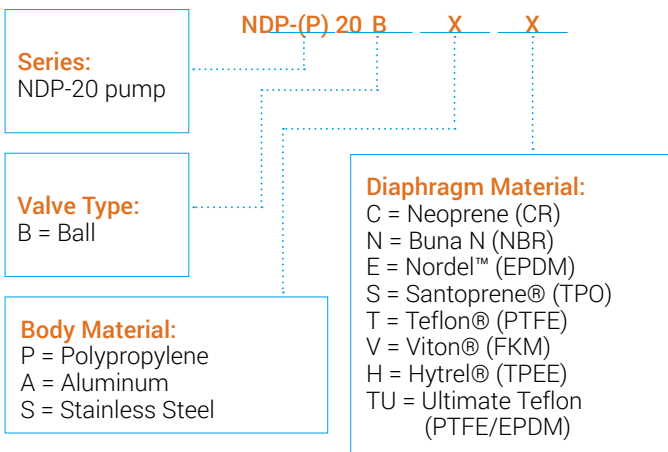 NDP-(P) 20 B X X
Series:
NDP-20 pump
Valve Type:
B = Ball
Body Material:
P = Polypropylene
A = Aluminum
S = Stainless Steel
Diaphragm Material:
C = Neoprene (CR)
N = Buna N (NBR)
E = Nordel™ (EPDM)
S = Santoprene® (TPO)
T = Teflon® (PTFE)
V = Viton® (FKM)
H = Hytrel® (TPEE)
TU = Ultimate Teflon
(PTFE/EPDM)